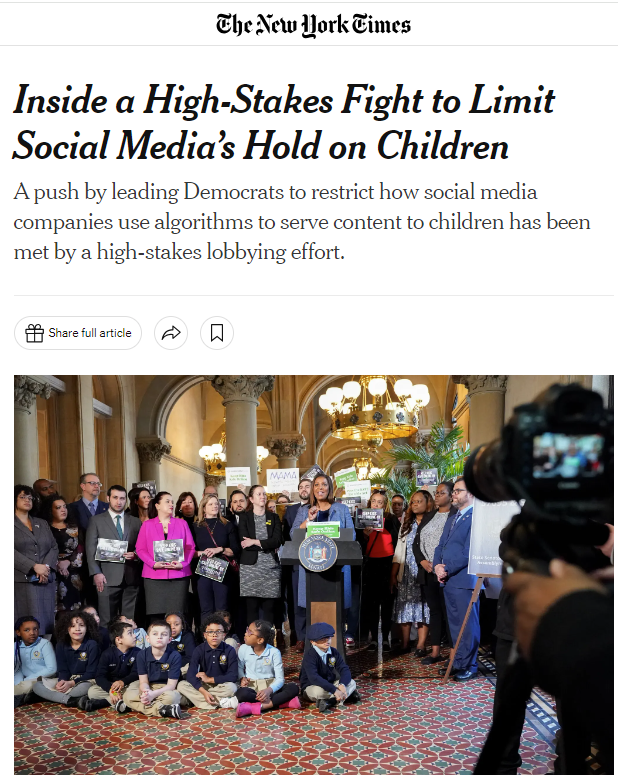 The New York Times
Inside a High-Stakes Fight to Limit
Social Media's Hold on Children
A push by leading Democrats to restrict how social media
companies use algorithms to serve content to children has been
met by a high-stakes lobbying effort.
Share full article
MAMA